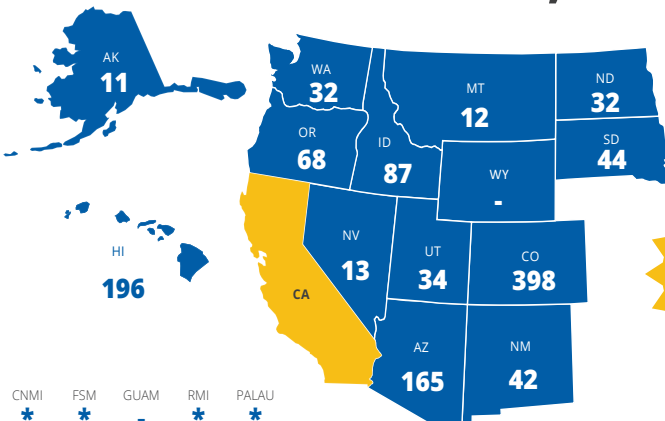 AK
11
WA
32
MT
12
ND
32
OR
68
ID
87
SD
44
WY
-
HI
196
NV
13
UT
34
CO
398
CA
AZ
165
NM
42
CNMI FSM GUAM RMI PALAU
* * - * *